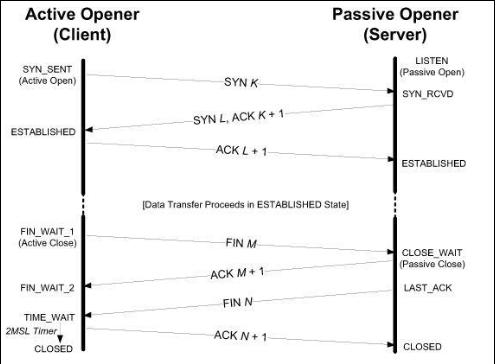 Active Opener
(Client)
Passive Opener
(Server)
LISTEN
(Passive Open)
SYN_SENT
(Active Open)
SYN K
SYN_RCVD
SYN L, ACK K + 1
ESTABLISHED
ACK L + 1
ESTABLISHED
[Data Transfer Proceeds in ESTABLISHED State]
FIN_WAIT_1
(Active Close)
FIN M
CLOSE_WAIT
(Passive Close)
ACK M + 1
FIN_WAIT_2
LAST_ACK
FIN N
TIME_WAIT
2MSL Timer
ACK N + 1
CLOSED
CLOSED